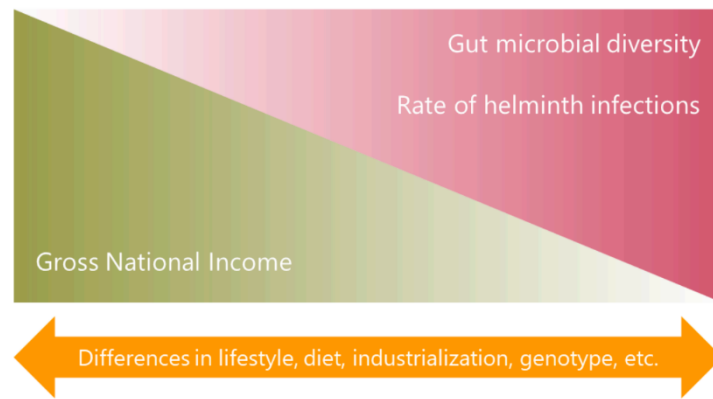 Gut microbial diversity
Rate of helminth infections
Gross National Income
Differences in lifestyle, diet, industrialization, genotype, etc.